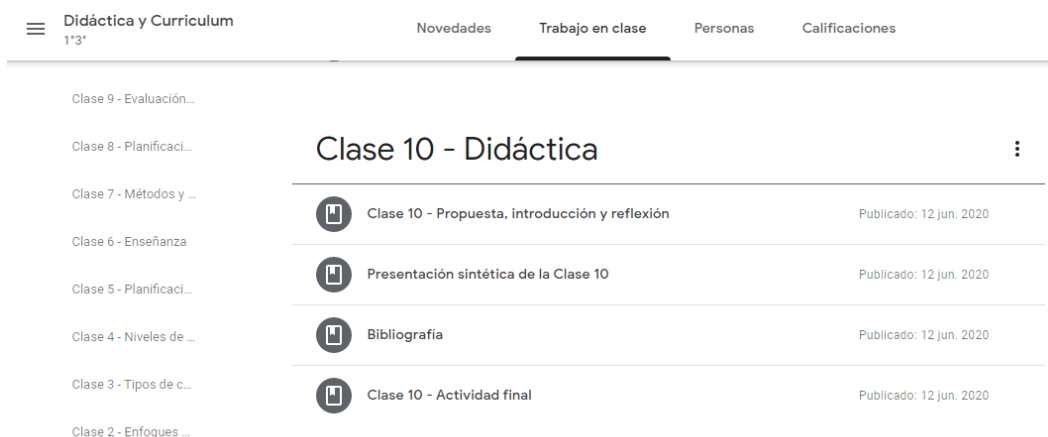 Didáctica y Curriculum
1°3°
Novedades
Trabajo en clase
Personas
Calificaciones
Clase 9 - Evaluación...
Clase 8 - Planificaci...
Clase 7 - Métodos y ...
Clase 6 - Enseñanza
Clase 5 - Planificaci...
Clase 4 - Niveles de ...
Clase 3 - Tipos de c...
Clase 2 - Enfoques ...
Clase 10 - Didáctica
Clase 10 - Propuesta, introducción y reflexión
Publicado: 12 jun. 2020
Presentación sintética de la Clase 10
Publicado: 12 jun. 2020
Bibliografía
Publicado: 12 jun. 2020
Clase 10 - Actividad final
Publicado: 12 jun. 2020